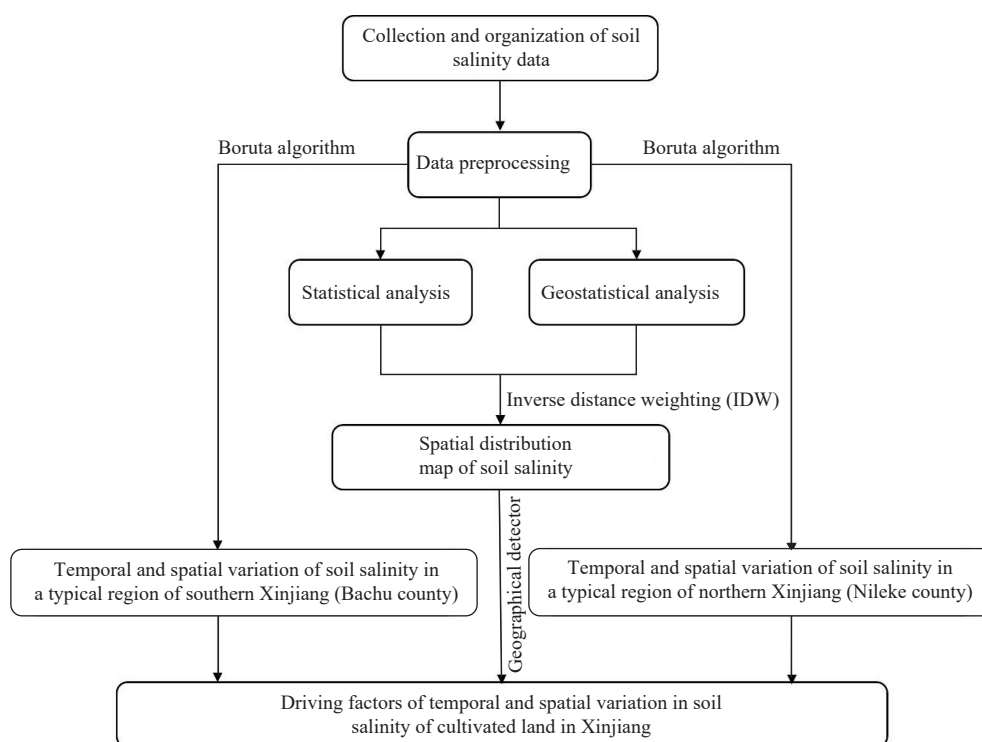 Collection and organization of soil
salinity data
Boruta algorithm
Boruta algorithm
Data preprocessing
Statistical analysis
Geostatistical analysis
Inverse distance weighting (IDW)
Spatial distribution
map of soil salinity
Geographical detector
Temporal and spatial variation of soil salinity in
a typical region of southern Xinjiang (Bachu county)
Temporal and spatial variation of soil salinity in
a typical region of northern Xinjiang (Nileke county)
Driving factors of temporal and spatial variation in soil
salinity of cultivated land in Xinjiang